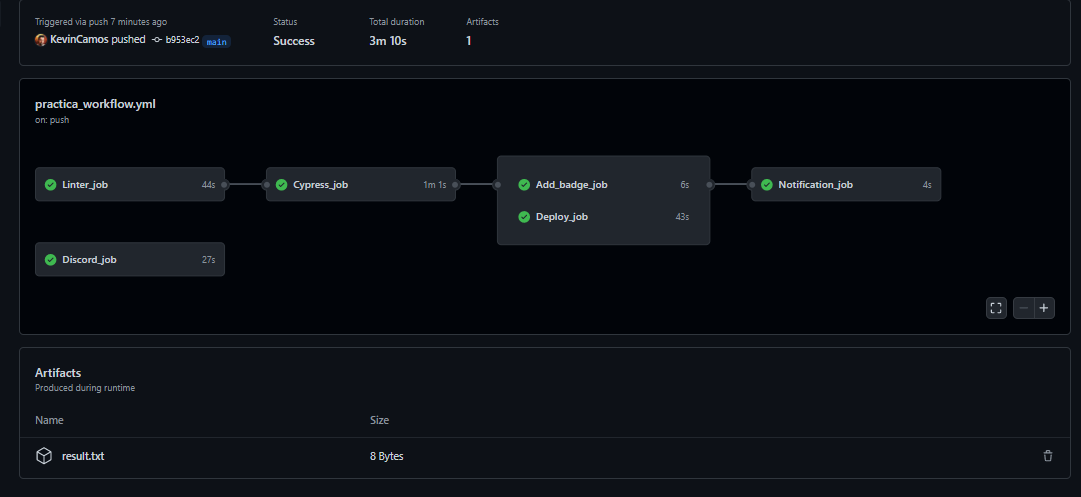 Triggered via push 7 minutes ago
KevinCamos pushed b953ec2 main
Status
Success
Total duration
3m 10s
Artifacts
1
practica_workflow.yml
on: push
Linter_job 44s
Cypress_job 1m 1s
Add_badge_job 6s
Deploy_job 43s
Notification_job 4s
Discord_job 27s
Artifacts
Produced during runtime
Name Size
result.txt 8 Bytes